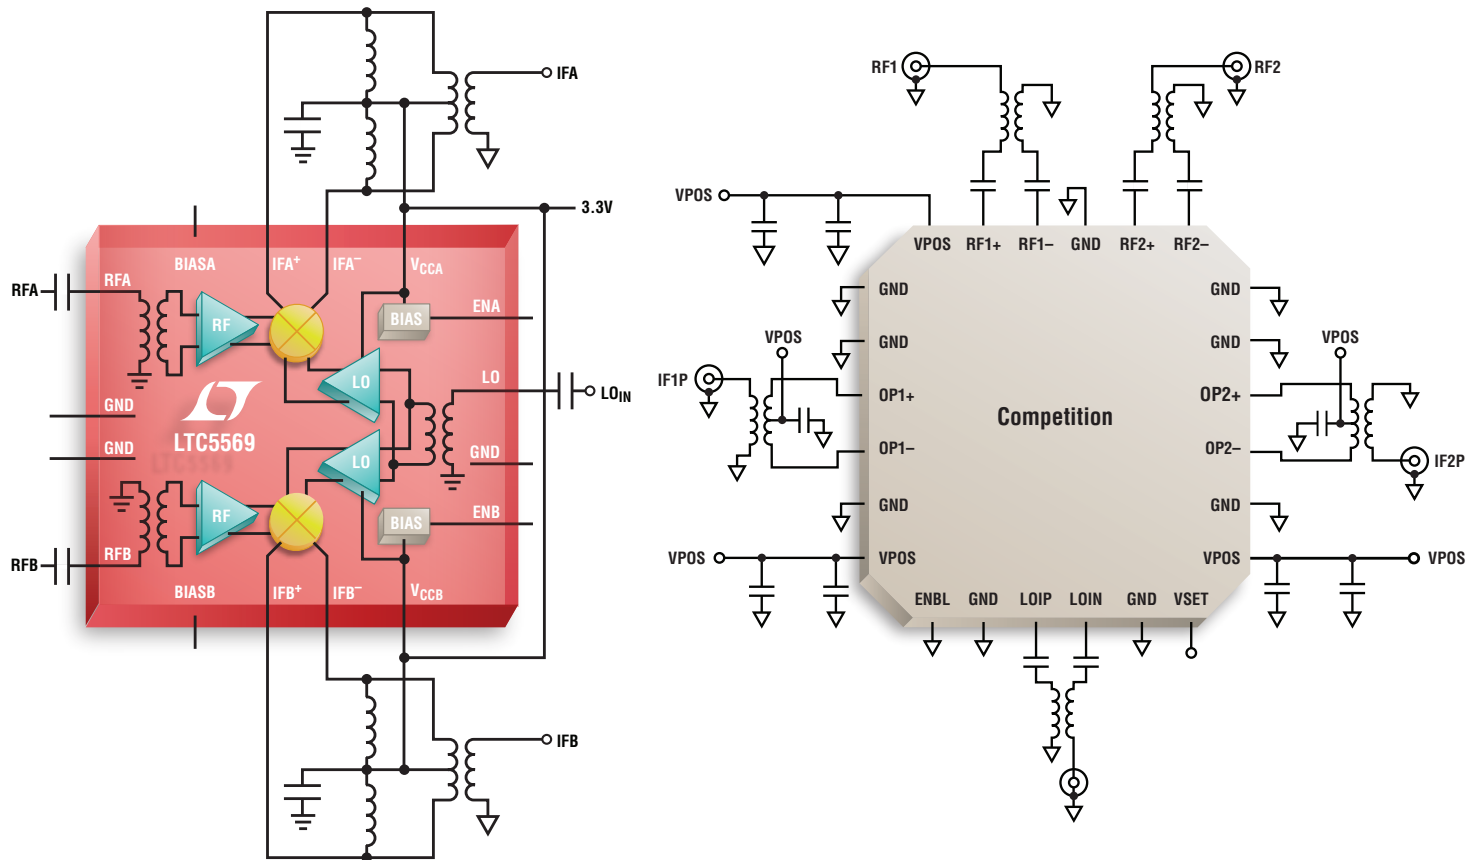 IFA
3.3V
BIASA
IFA+
IFA–
VCCA
RFA
RFA
RF
BIAS
ENA
LO
LO
LOIN
GND
LTC5569
GND
LO
GND
RF
BIAS
ENB
RFB
RFB
BIASB
IFB+
IFB–
VCCB
IFB
RF1
RF2
VPOS
VPOS
RF1+
RF1–
GND
RF2+
RF2–
GND
GND
GND
GND
VPOS
VPOS
IF1P
OP1+
OP2+
Competition
OP1–
OP2–
IF2P
GND
GND
VPOS
VPOS
VPOS
VPOS
ENBL
GND
LOIP
LOIN
GND
VSET